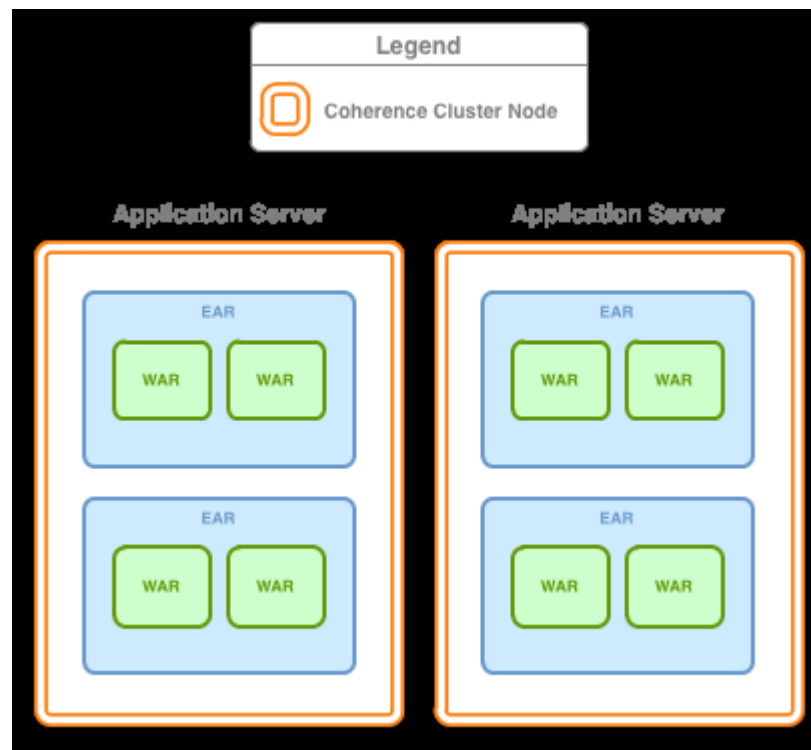 Legend
Coherence Cluster Node
Application Server Application Server
EAR EAR
WAR WAR WAR WAR
EAR EAR
WAR WAR WAR WAR